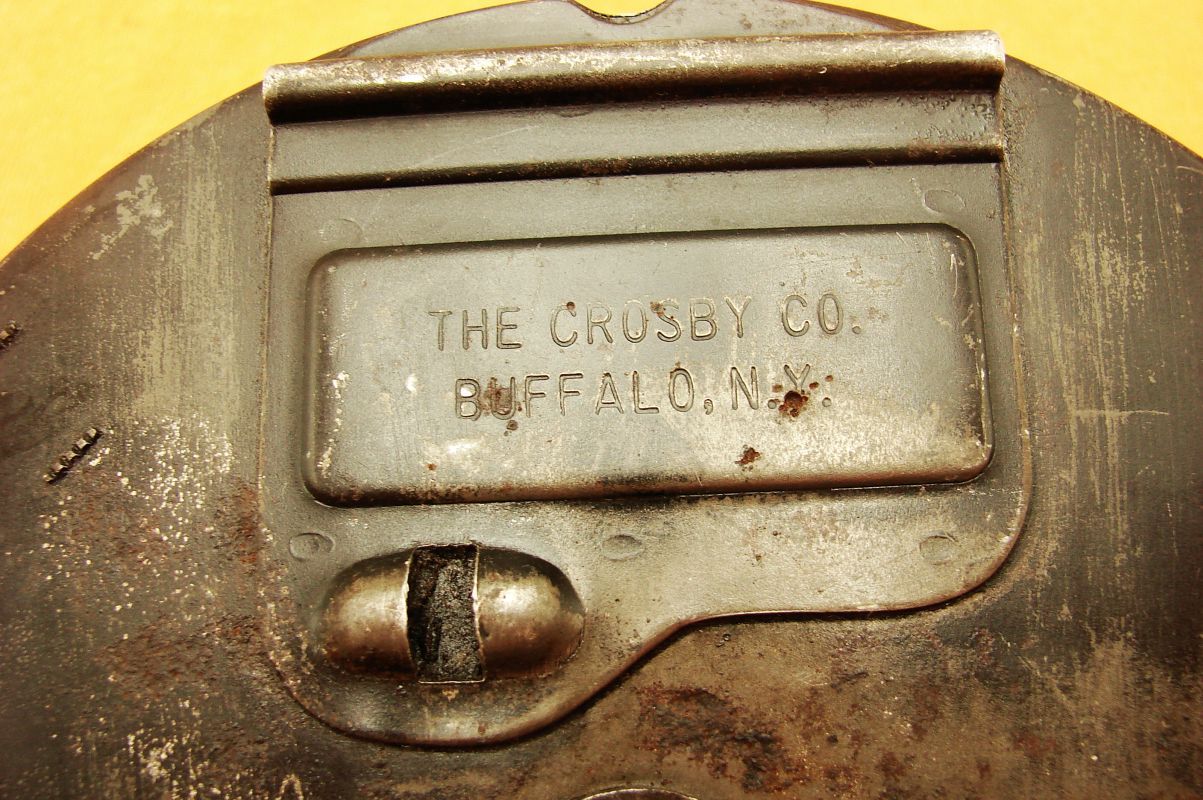 THE CROSBY CO.
BUFFALO, N.Y.